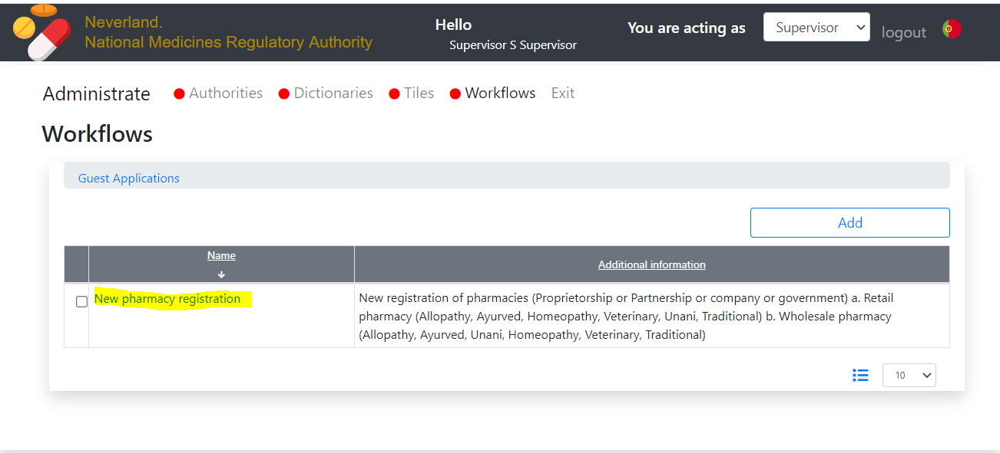 Neverland.
National Medicines Regulatory Authority
Hello
Supervisor S Supervisor
You are acting as
Supervisor
logout
Administrate
Authorities
Dictionaries
Tiles
Workflows
Exit
Workflows
Guest Applications
Add
Name
Additional information
New pharmacy registration
New registration of pharmacies (Proprietorship or Partnership or company or government) a. Retail
pharmacy (Allopathy, Ayurved, Homeopathy, Veterinary, Unani, Traditional) b. Wholesale pharmacy
(Allopathy, Ayurved, Unani, Homeopathy, Veterinary, Traditional)
10